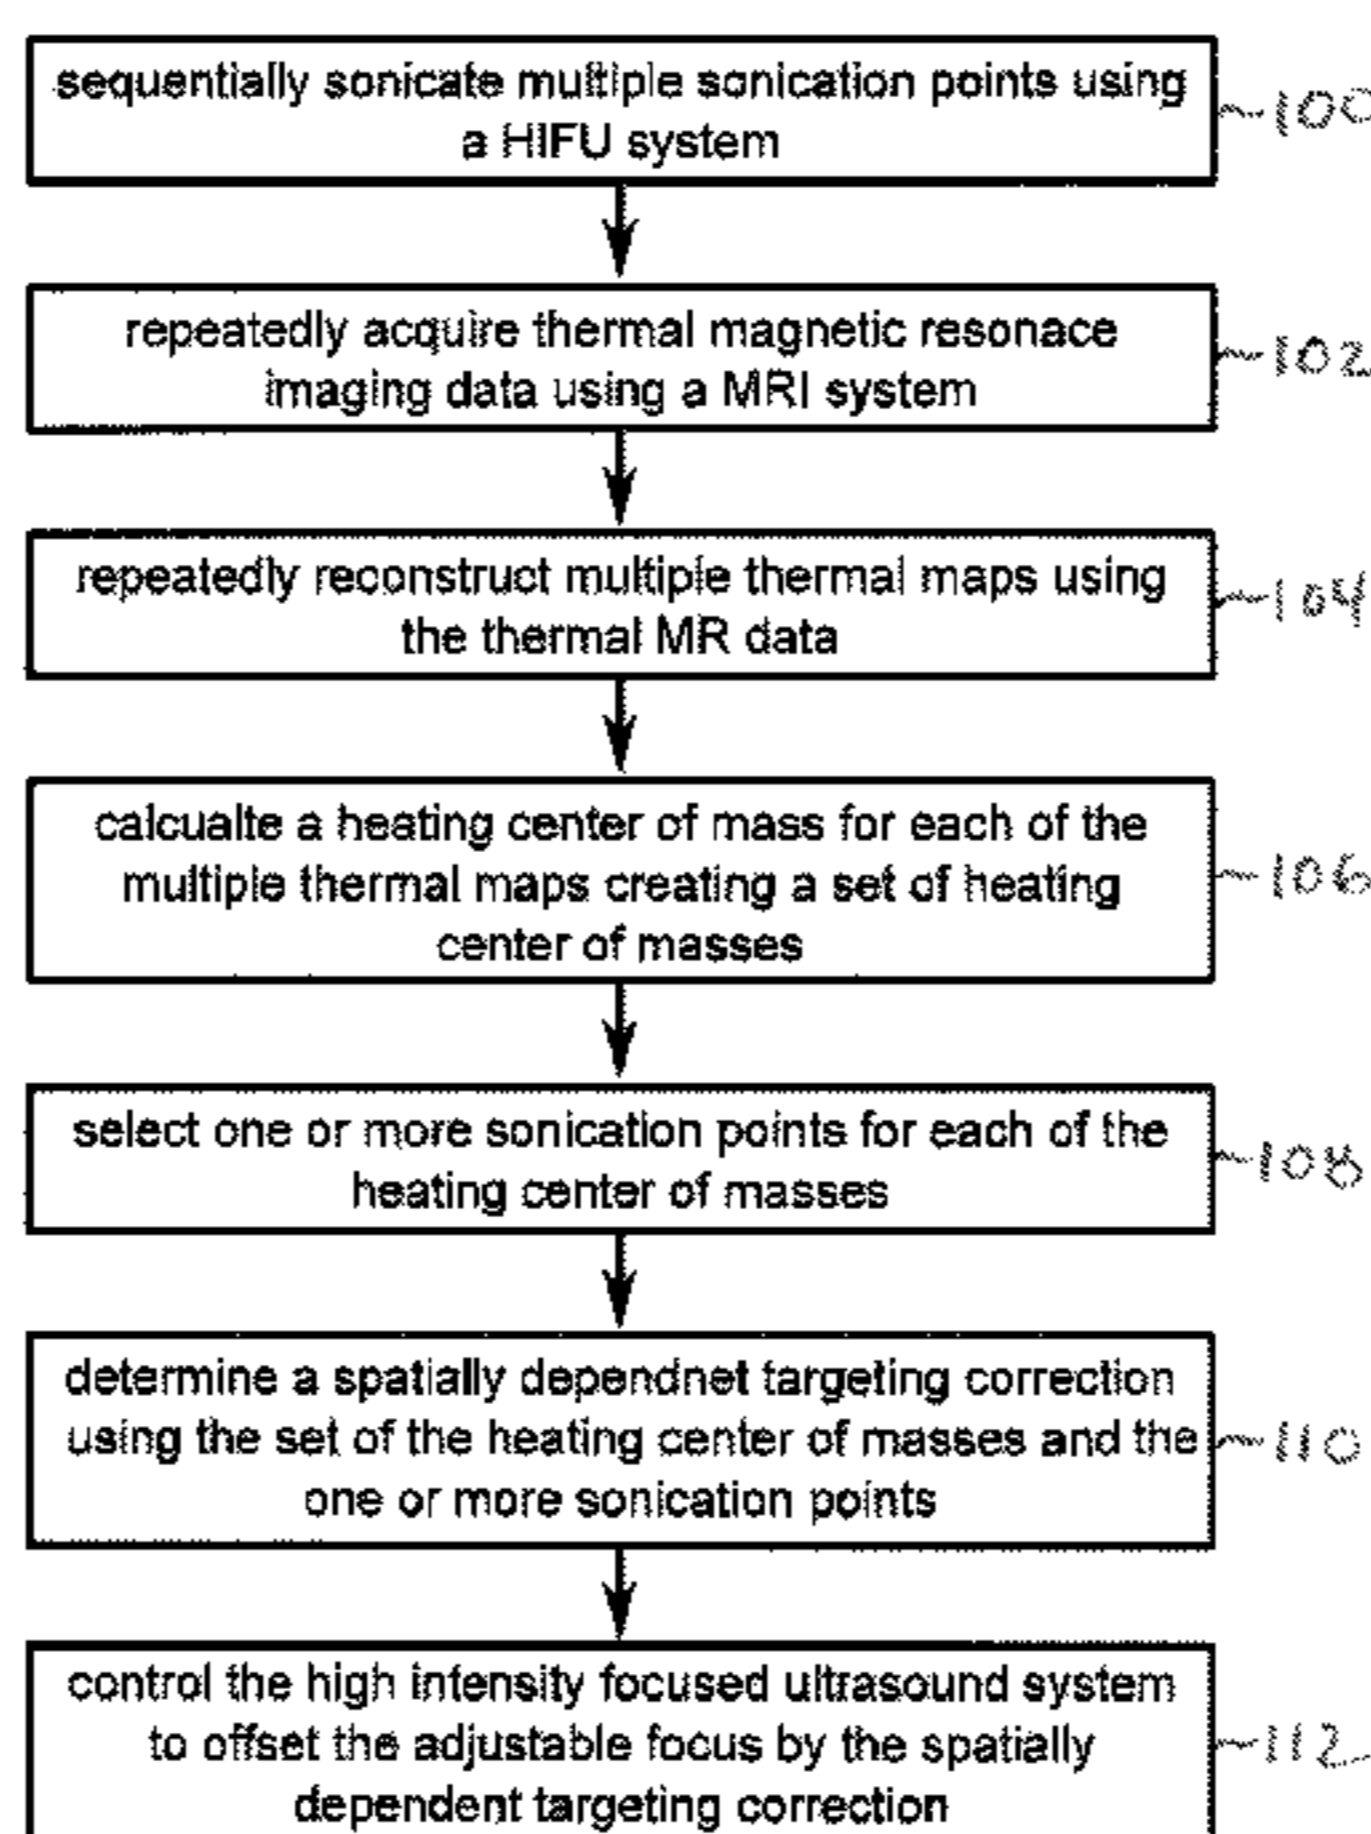 sequentially sonicate multiple sonication points using
a HIFU system
100
repeatedly acquire thermal magnetic resonace
imaging data using a MRI system
102
repeatedly reconstruct multiple thermal maps using
the thermal MR data
104
calcualte a heating center of mass for each of the
multiple thermal maps creating a set of heating
center of masses
106
select one or more sonication points for each of the
heating center of masses
108
determine a spatially dependnet targeting correction
using the set of the heating center of masses and the
one or more sonication points
110
control the high intensity focused ultrasound system
to offset the adjustable focus by the spatially
dependent targeting correction
112